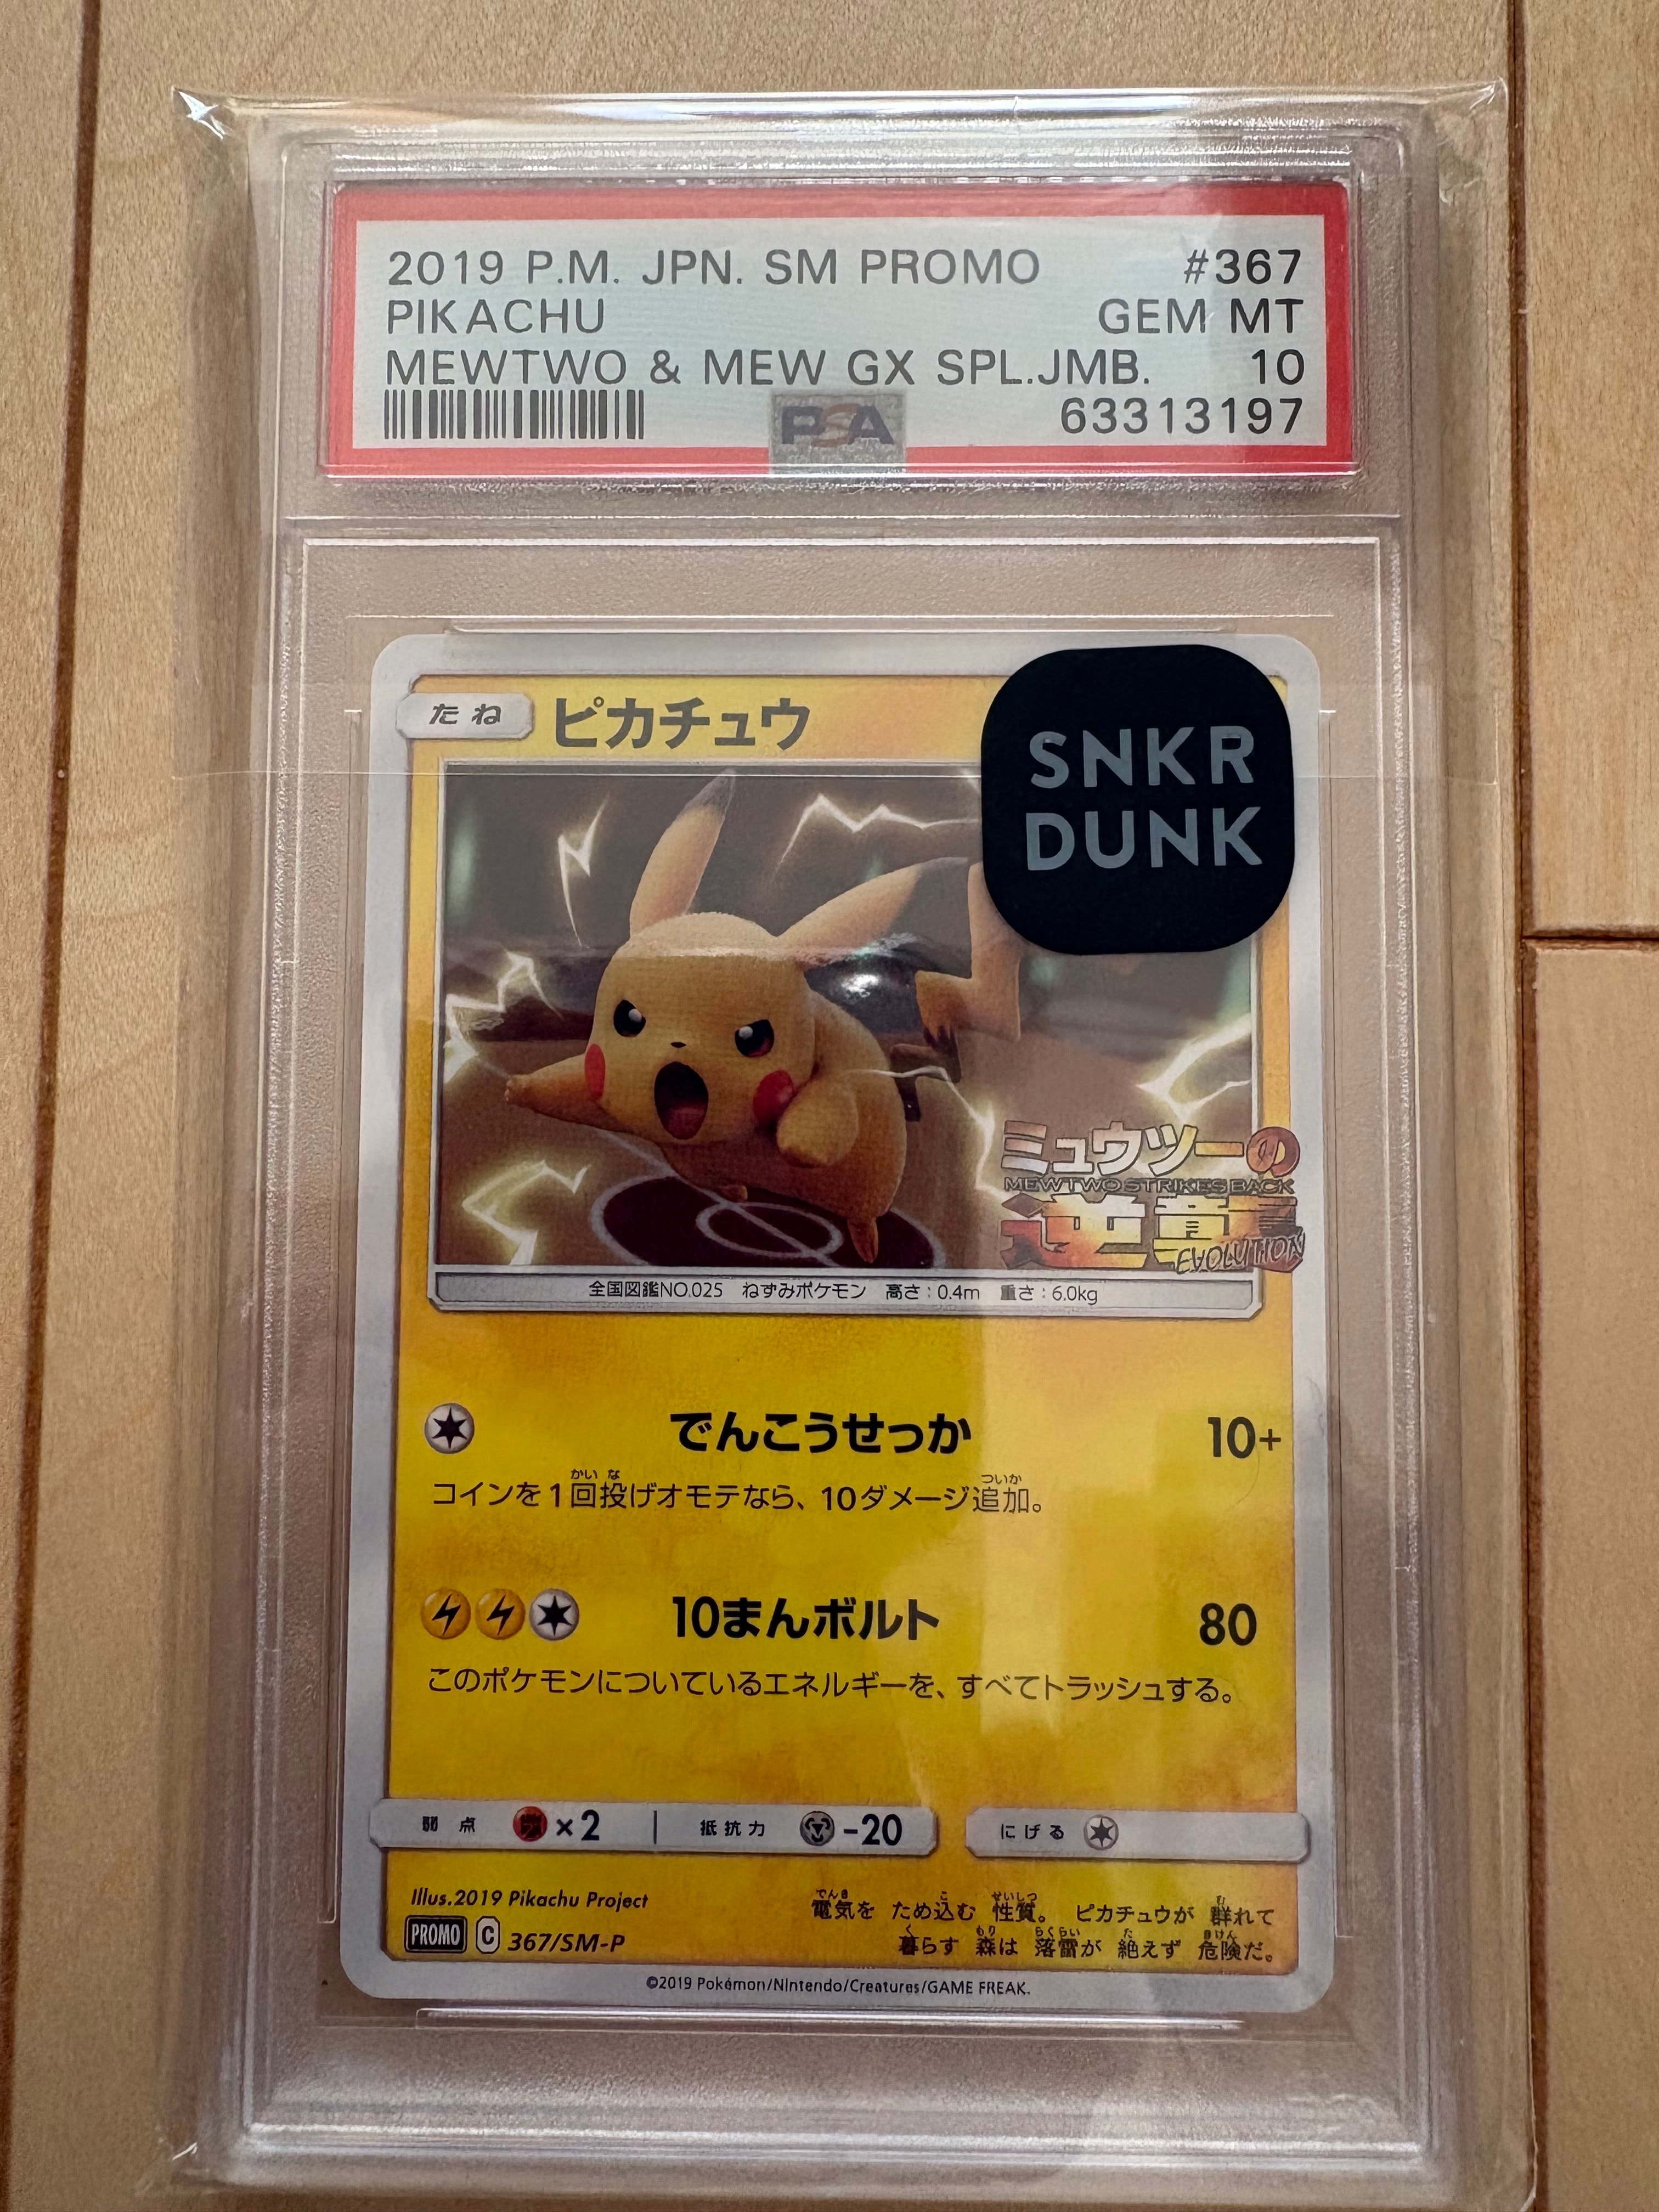 2019 P.M. JPN. SM PROMO #367
PIKACHU GEM MT
MEWTWO & MEW GX SPL.JMB. 10
PSA 63313197
たね ピカチュウ
SNKR
DUNK
ミュウツーの
MEWTWO STRIKES BACK
逆襲
EVOLUTION
全国図鑑NO.025 ねずみポケモン 高さ:0.4m 重さ:6.0kg
でんこうせっか 10+
コインを1回投げオモテなら、10ダメージ追加。
10まんボルト 80
このポケモンについているエネルギーを、すべてトラッシュする。
弱点 ×2 抵抗力 -20 にげる
Illus.2019 Pikachu Project
PROMO C 367/SM-P
電気を ため込む 性質。 ピカチュウが 群れて
暮らす 森は 落雷が 絶えず 危険だ。
©2019 Pokémon/Nintendo/Creatures/GAME FREAK.